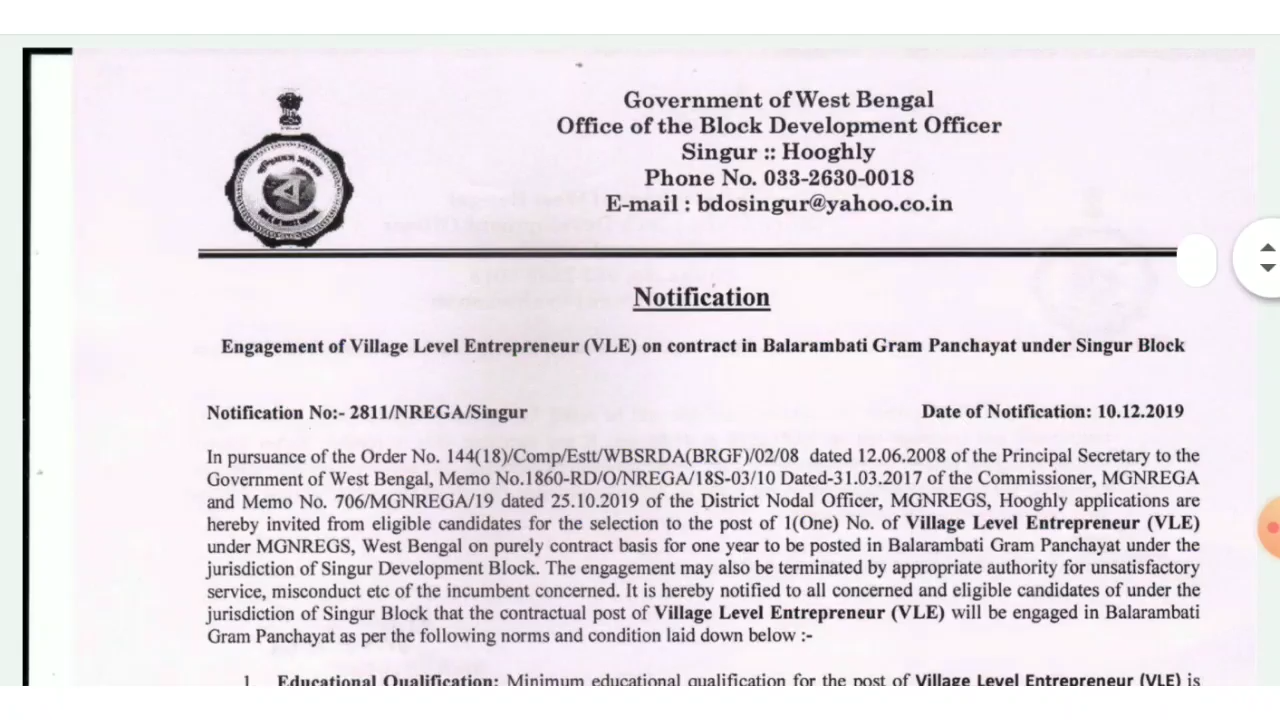 Government of West Bengal
Office of the Block Development Officer
Singur :: Hooghly
Phone No. 033-2630-0018
E-mail : bdosingur@yahoo.co.in
Notification
Engagement of Village Level Entrepreneur (VLE) on contract in Balarambati Gram Panchayat under Singur Block
Notification No:- 2811/NREGA/Singur Date of Notification: 10.12.2019
In pursuance of the Order No. 144(18)/Comp/Estt/WBSRDA(BRGF)/02/08 dated 12.06.2008 of the Principal Secretary to the
Government of West Bengal, Memo No.1860-RD/O/NREGA/18S-03/10 Dated-31.03.2017 of the Commissioner, MGNREGA
and Memo No. 706/MGNREGA/19 dated 25.10.2019 of the District Nodal Officer, MGNREGS, Hooghly applications are
hereby invited from eligible candidates for the selection to the post of 1(One) No. of Village Level Entrepreneur (VLE)
under MGNREGS, West Bengal on purely contract basis for one year to be posted in Balarambati Gram Panchayat under the
jurisdiction of Singur Development Block. The engagement may also be terminated by appropriate authority for unsatisfactory
service, misconduct etc of the incumbent concerned. It is hereby notified to all concerned and eligible candidates of under the
jurisdiction of Singur Block that the contractual post of Village Level Entrepreneur (VLE) will be engaged in Balarambati
Gram Panchayat as per the following norms and condition laid down below :-
1. Educational Qualification: Minimum educational qualification for the post of Village Level Entrepreneur (VLE) is